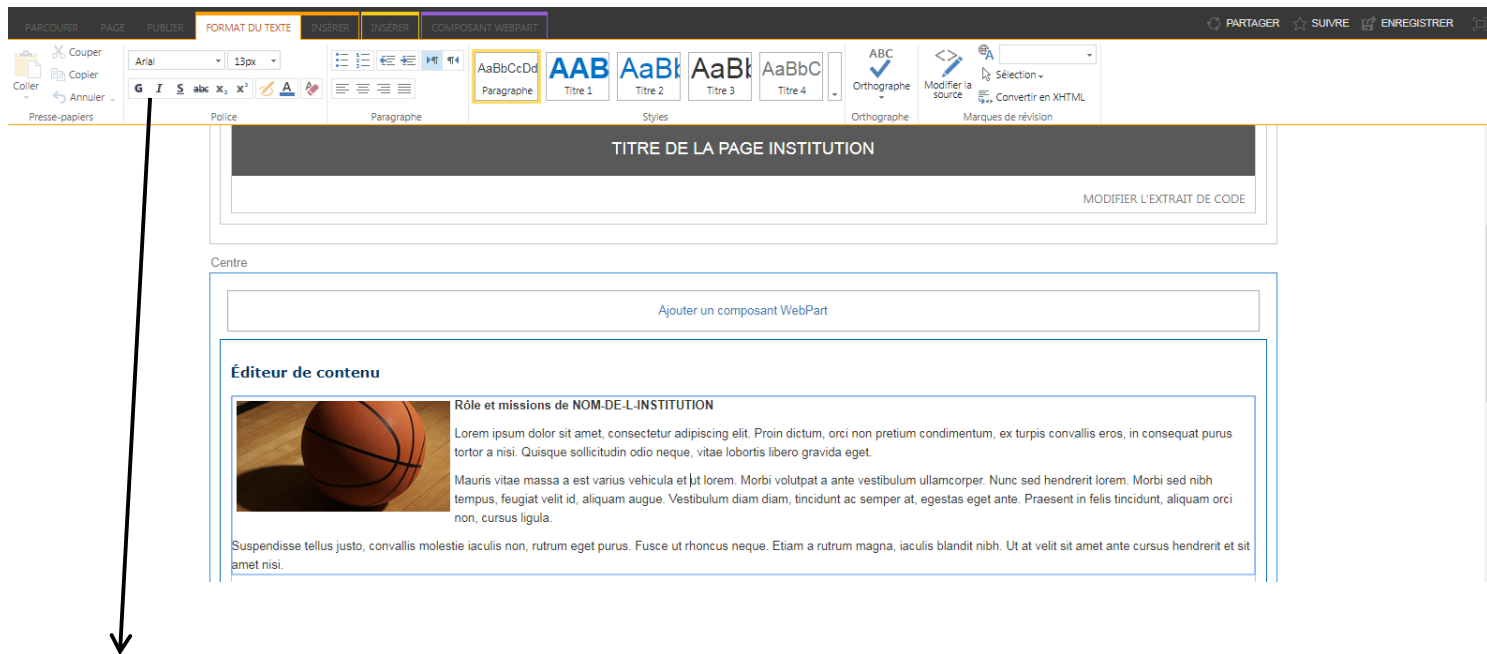 PARCOURIR PAGE PUBLIER FORMAT DU TEXTE INSÉRER INSÉRER COMPOSANT WEBPART PARTAGER SUIVRE ENREGISTRER
Coller
Couper
Copier
Annuler
Presse-papiers
Arial 13px
G I S abc X₂ X² A
Police
Paragraphe
AaBbCcDd
Paragraphe
AAB
Titre 1
AaBb
Titre 2
AaBb
Titre 3
AaBbC
Titre 4
Styles
ABC
Orthographe
Orthographe
Modifier la
source
Sélection
Convertir en XHTML
Marques de révision
TITRE DE LA PAGE INSTITUTION
MODIFIER L'EXTRAIT DE CODE
Centre
Ajouter un composant WebPart
Éditeur de contenu
Rôle et missions de NOM-DE-L-INSTITUTION
Lorem ipsum dolor sit amet, consectetur adipiscing elit. Proin dictum, orci non pretium condimentum, ex turpis convallis eros, in consequat purus
tortor a nisi. Quisque sollicitudin odio neque, vitae lobortis libero gravida eget.
Mauris vitae massa a est varius vehicula et ut lorem. Morbi volutpat a ante vestibulum ullamcorper. Nunc sed hendrerit lorem. Morbi sed nibh
tempus, feugiat velit id, aliquam augue. Vestibulum diam diam, tincidunt ac semper at, egestas eget ante. Praesent in felis tincidunt, aliquam orci
non, cursus ligula.
Suspendisse tellus justo, convallis molestie iaculis non, rutrum eget purus. Fusce ut rhoncus neque. Etiam a rutrum magna, iaculis blandit nibh. Ut at velit sit amet ante cursus hendrerit et sit
amet nisi.